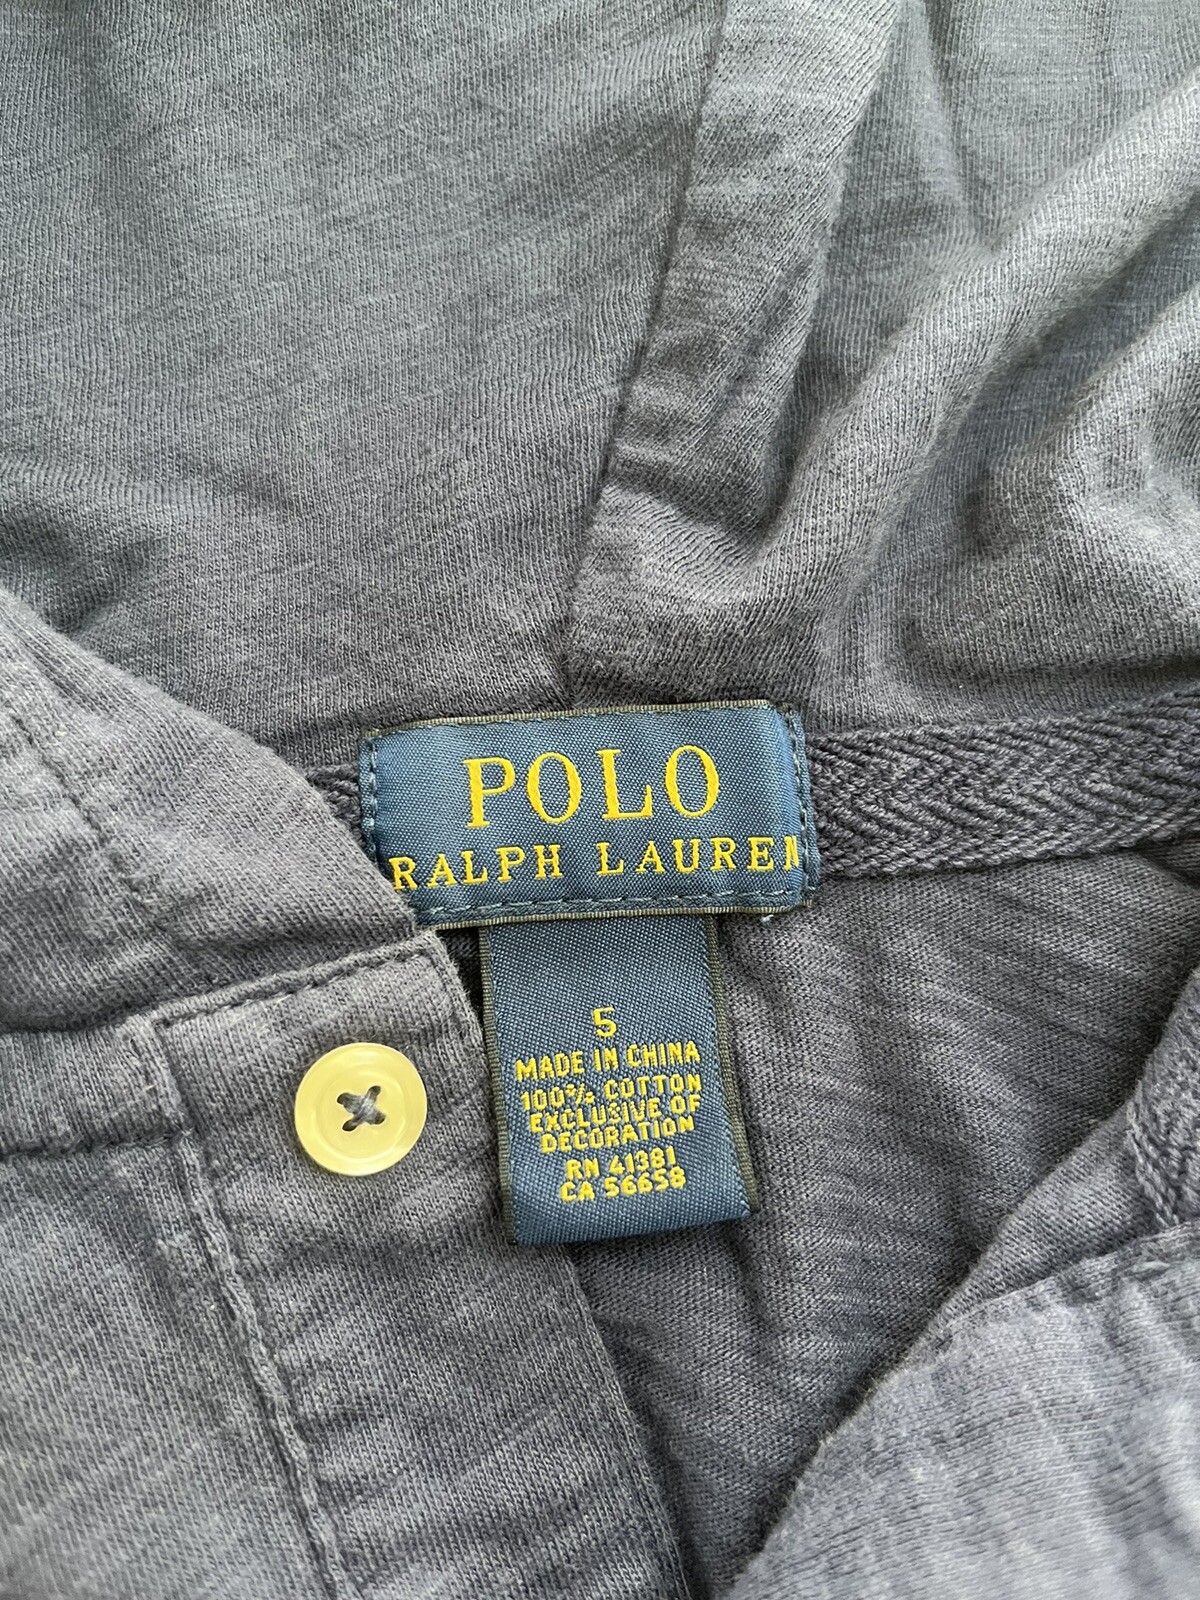 POLO
RALPH LAUREN
5
MADE IN CHINA
100% COTTON
EXCLUSIVE OF
DECORATION
RN 41381
CA 56658